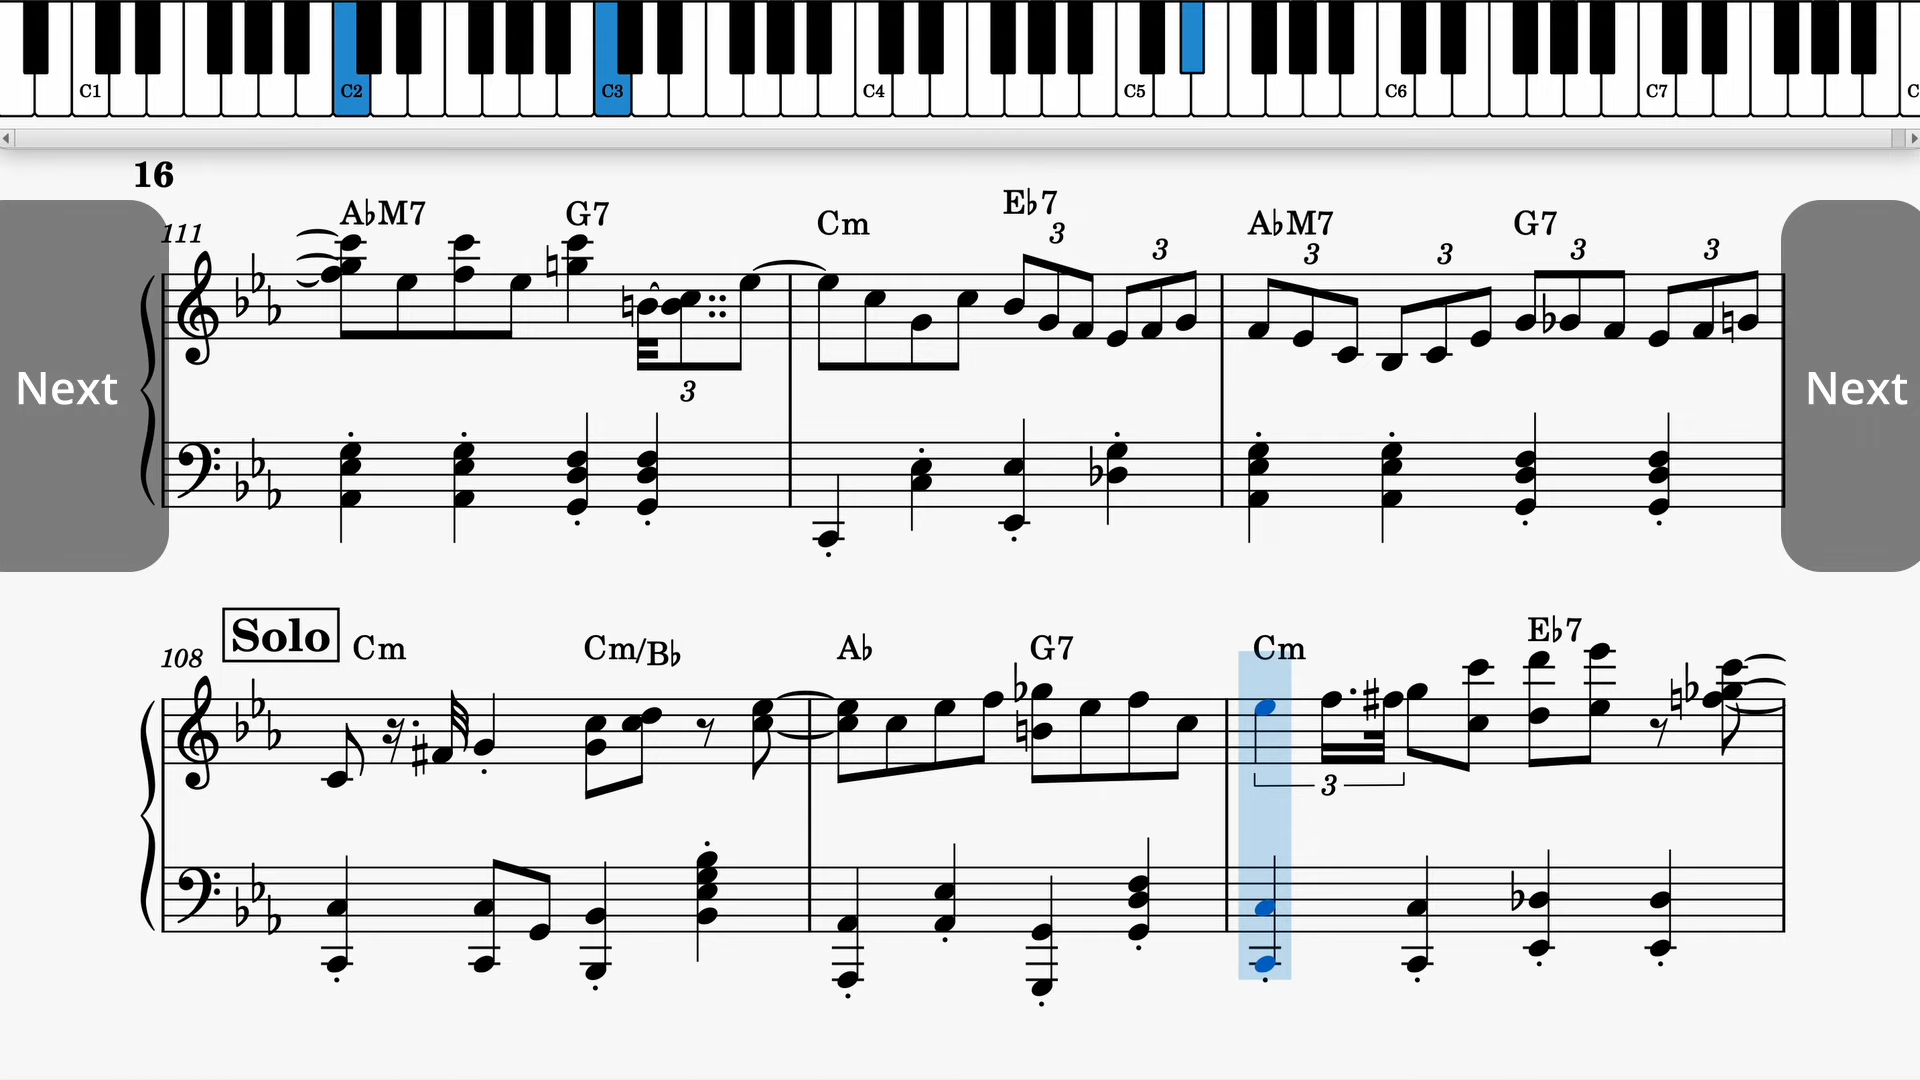 C1 C2 C3 C4 C5 C6 C7 C
16
A♭M7 G7 Cm E♭7 A♭M7 G7
111
3 3 3 3 3 3
3
Next Next
Solo Cm Cm/B♭ A♭ G7 Cm E♭7
108
3